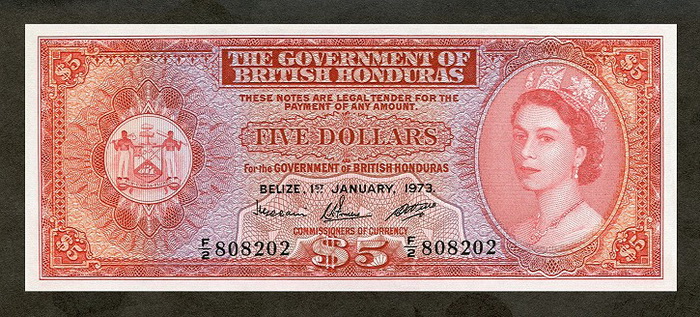 $5
THE GOVERNMENT OF
BRITISH HONDURAS
THESE NOTES ARE LEGAL TENDER FOR THE
PAYMENT OF ANY AMOUNT.
FIVE DOLLARS
For the GOVERNMENT OF BRITISH HONDURAS
BELIZE, 1ST JANUARY, 1973.
COMMISSIONERS OF CURRENCY
F/2 808202
F/2 808202
$5
$5
$5